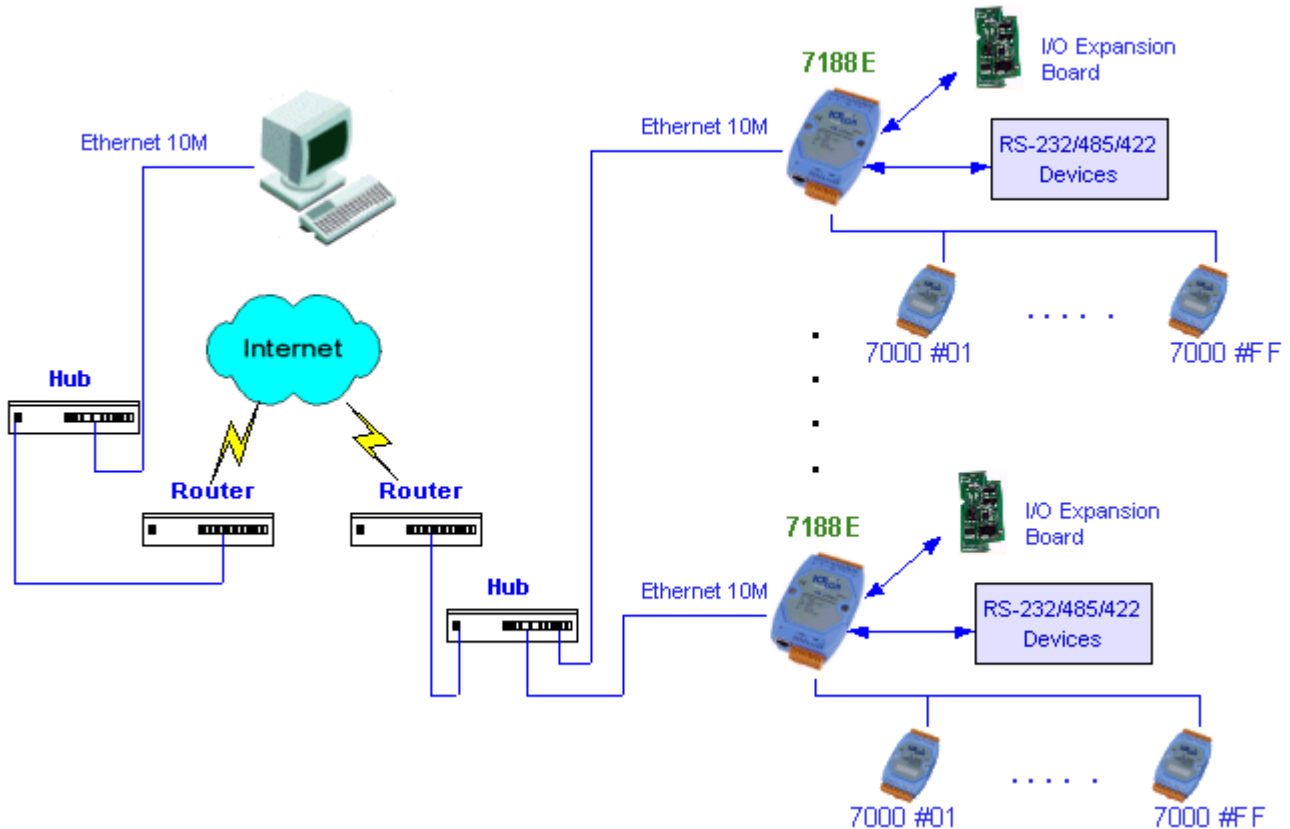 7188E
I/O Expansion
Board
Ethernet 10M
Ethernet 10M
RS-232/485/422
Devices
Internet
7000 #01
. . . . .
7000 #FF
Hub
Router
Router
7188E
I/O Expansion
Board
Hub
Ethernet 10M
RS-232/485/422
Devices
7000 #01
. . . . .
7000 #FF